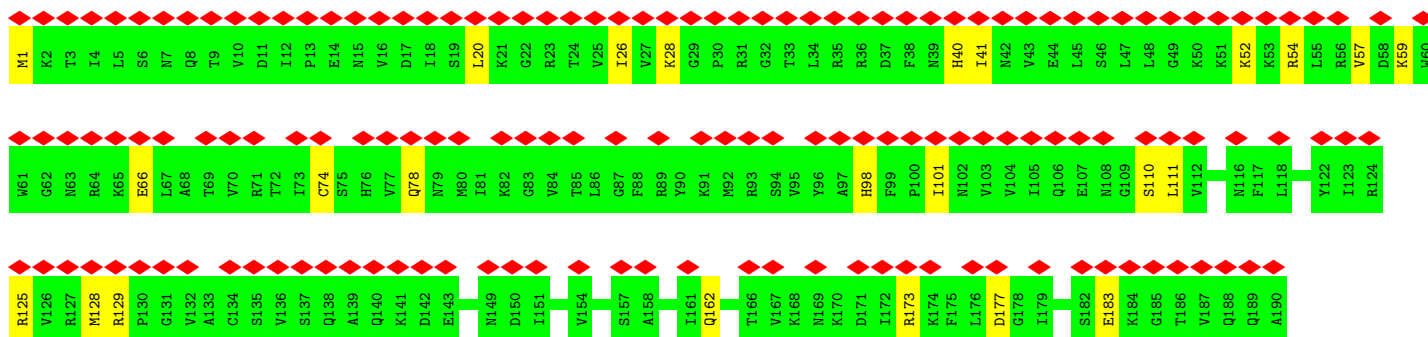 M1 K2 T3 I4 L5 S6 N7 Q8 T9 V10 D11 I12 P13 E14 N15 V16 D17 I18 S19 L20 K21 G22 R23 T24 V25 I26 V27 K28 G29 P30 R31 G32 T33 L34 R35 R36 D37 F38 N39 H40 I41 N42 V43 E44 L45 S46 L47 L48 G49 K50 K51 K52 K53 R54 L55 R56 V57 D58 K59 W60
W61 G62 N63 R64 K65 E66 L67 A68 T69 V70 R71 T72 I73 C74 S75 H76 V77 Q78 N79 M80 I81 K82 G83 V84 T85 L86 G87 F88 R89 Y90 K91 M92 R93 S94 V95 Y96 A97 H98 F99 P100 I101 N102 V103 V104 I105 Q106 E107 N108 G109 S110 L111 V112 N116 F117 L118 Y122 I123 R124
R125 V126 R127 M128 R129 P130 G131 V132 A133 C134 S135 V136 S137 Q138 A139 Q140 K141 D142 E143 N149 D150 I151 V154 S157 A158 I161 Q162 T166 V167 K168 N169 K170 D171 I172 R173 K174 F175 L176 D177 G178 I179 S182 E183 K184 G185 T186 V187 Q188 Q189 A190